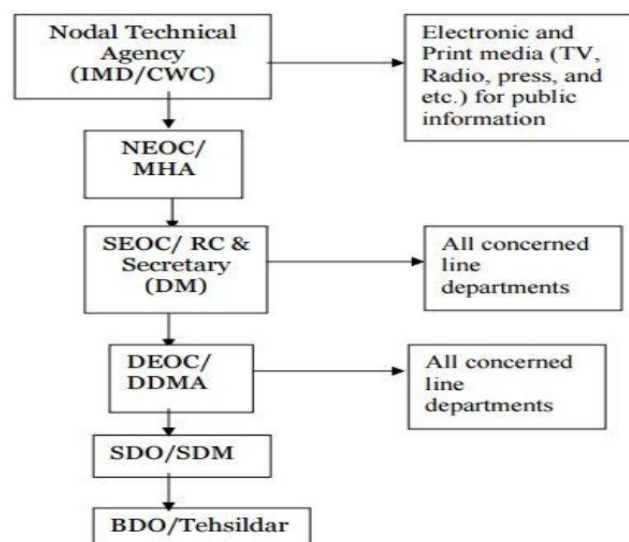 Nodal Technical
Agency
(IMD/CWC)
Electronic and
Print media (TV,
Radio, press, and
etc.) for public
information
NEOC/
MHA
SEOC/ RC &
Secretary
(DM)
All concerned
line
departments
DEOC/
DDMA
All concerned
line
departments
SDO/SDM
BDO/Tehsildar